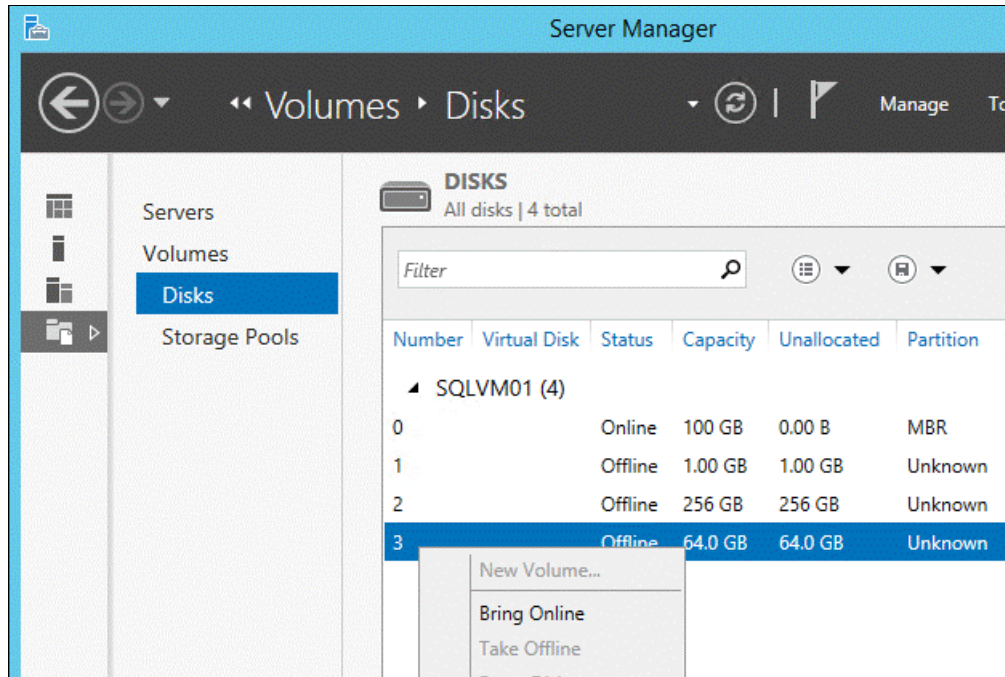 Server Manager
Volumes Disks
Manage
Servers
Volumes
Disks
Storage Pools
DISKS
All disks | 4 total
Filter
Number Virtual Disk Status Capacity Unallocated Partition
SQLVM01 (4)
0 Online 100 GB 0.00 B MBR
1 Offline 1.00 GB 1.00 GB Unknown
2 Offline 256 GB 256 GB Unknown
3 Offline 64.0 GB 64.0 GB Unknown
New Volume...
Bring Online
Take Offline